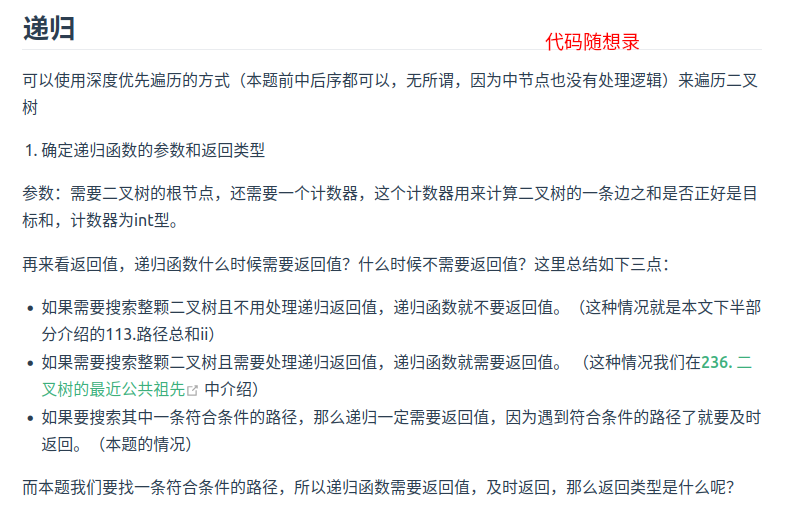 递归
代码随想录
可以使用深度优先遍历的方式（本题前中后序都可以，无所谓，因为中节点也没有处理逻辑）来遍历二叉
树
1. 确定递归函数的参数和返回类型
参数：需要二叉树的根节点，还需要一个计数器，这个计数器用来计算二叉树的一条边之和是否正好是目
标和，计数器为int型。
再来看返回值，递归函数什么时候需要返回值？什么时候不需要返回值？这里总结如下三点：
• 如果需要搜索整颗二叉树且不用处理递归返回值，递归函数就不要返回值。（这种情况就是本文下半部
分介绍的113.路径总和ii）
• 如果需要搜索整颗二叉树且需要处理递归返回值，递归函数就需要返回值。 （这种情况我们在236. 二
叉树的最近公共祖先 中介绍）
• 如果要搜索其中一条符合条件的路径，那么递归一定需要返回值，因为遇到符合条件的路径了就要及时
返回。（本题的情况）
而本题我们要找一条符合条件的路径，所以递归函数需要返回值，及时返回，那么返回类型是什么呢？